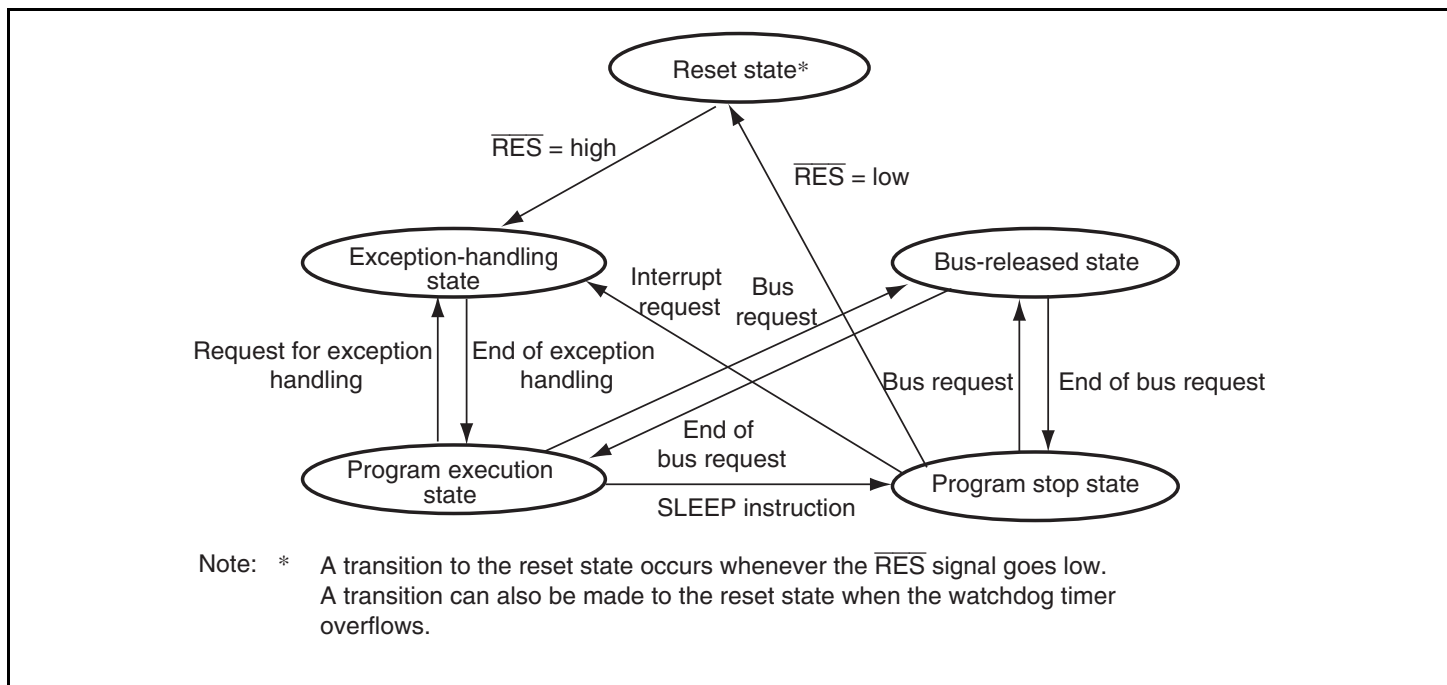 Reset state*
R̅E̅S̅ = high
R̅E̅S̅ = low
Exception-handling
state
Bus-released state
Interrupt
request
Bus
request
Request for exception
handling
End of exception
handling
Bus request
End of bus request
End of
bus request
Program execution
state
Program stop state
SLEEP instruction
Note: * A transition to the reset state occurs whenever the R̅E̅S̅ signal goes low.
A transition can also be made to the reset state when the watchdog timer
overflows.